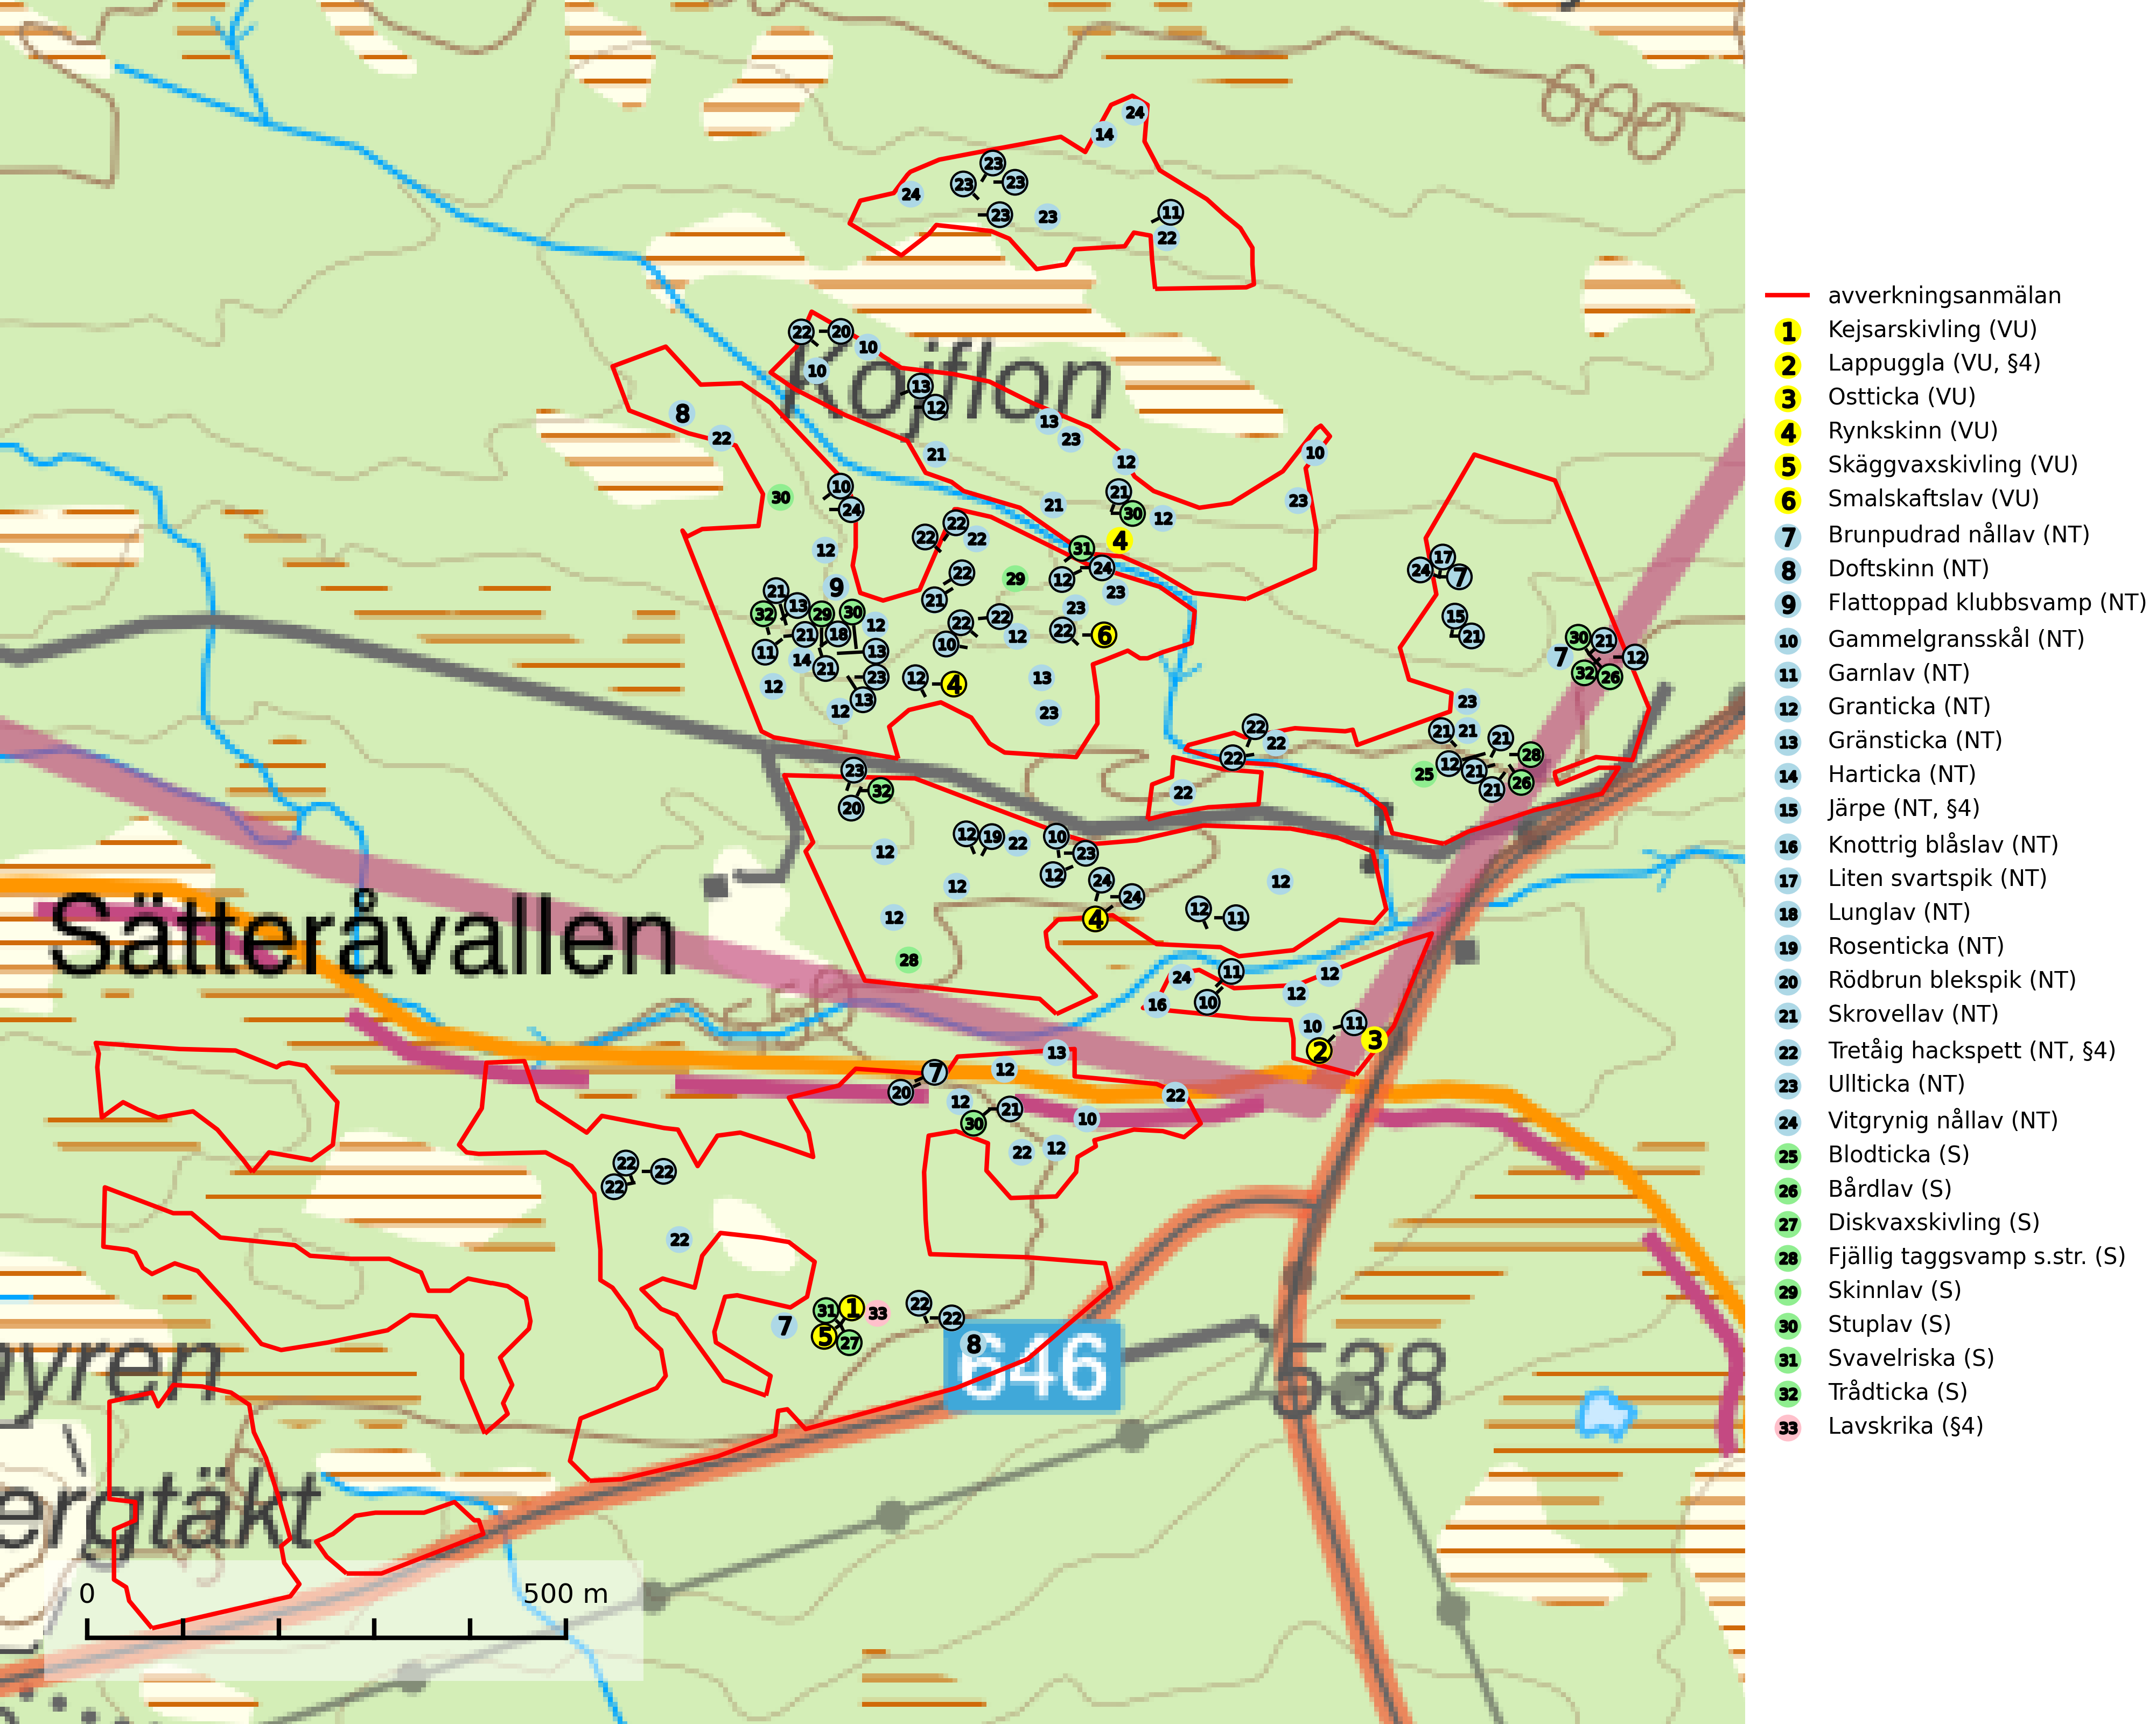 600
Kojflon
Sätteråvallen
myren
ergtäkt
646
538
0 500 m
avverkningsanmälan
1 Kejsarskivling (VU)
2 Lappuggla (VU, §4)
3 Ostticka (VU)
4 Rynkskinn (VU)
5 Skäggvaxskivling (VU)
6 Smalskaftslav (VU)
7 Brunpudrad nållav (NT)
8 Doftskinn (NT)
9 Flattoppad klubbsvamp (NT)
10 Gammelgransskål (NT)
11 Garnlav (NT)
12 Granticka (NT)
13 Gränsticka (NT)
14 Harticka (NT)
15 Järpe (NT, §4)
16 Knottrig blåslav (NT)
17 Liten svartspik (NT)
18 Lunglav (NT)
19 Rosenticka (NT)
20 Rödbrun blekspik (NT)
21 Skrovellav (NT)
22 Tretåig hackspett (NT, §4)
23 Ullticka (NT)
24 Vitgrynig nållav (NT)
25 Blodticka (S)
26 Bårdlav (S)
27 Diskvaxskivling (S)
28 Fjällig taggsvamp s.str. (S)
29 Skinnlav (S)
30 Stuplav (S)
31 Svavelriska (S)
32 Trådticka (S)
33 Lavskrika (§4)